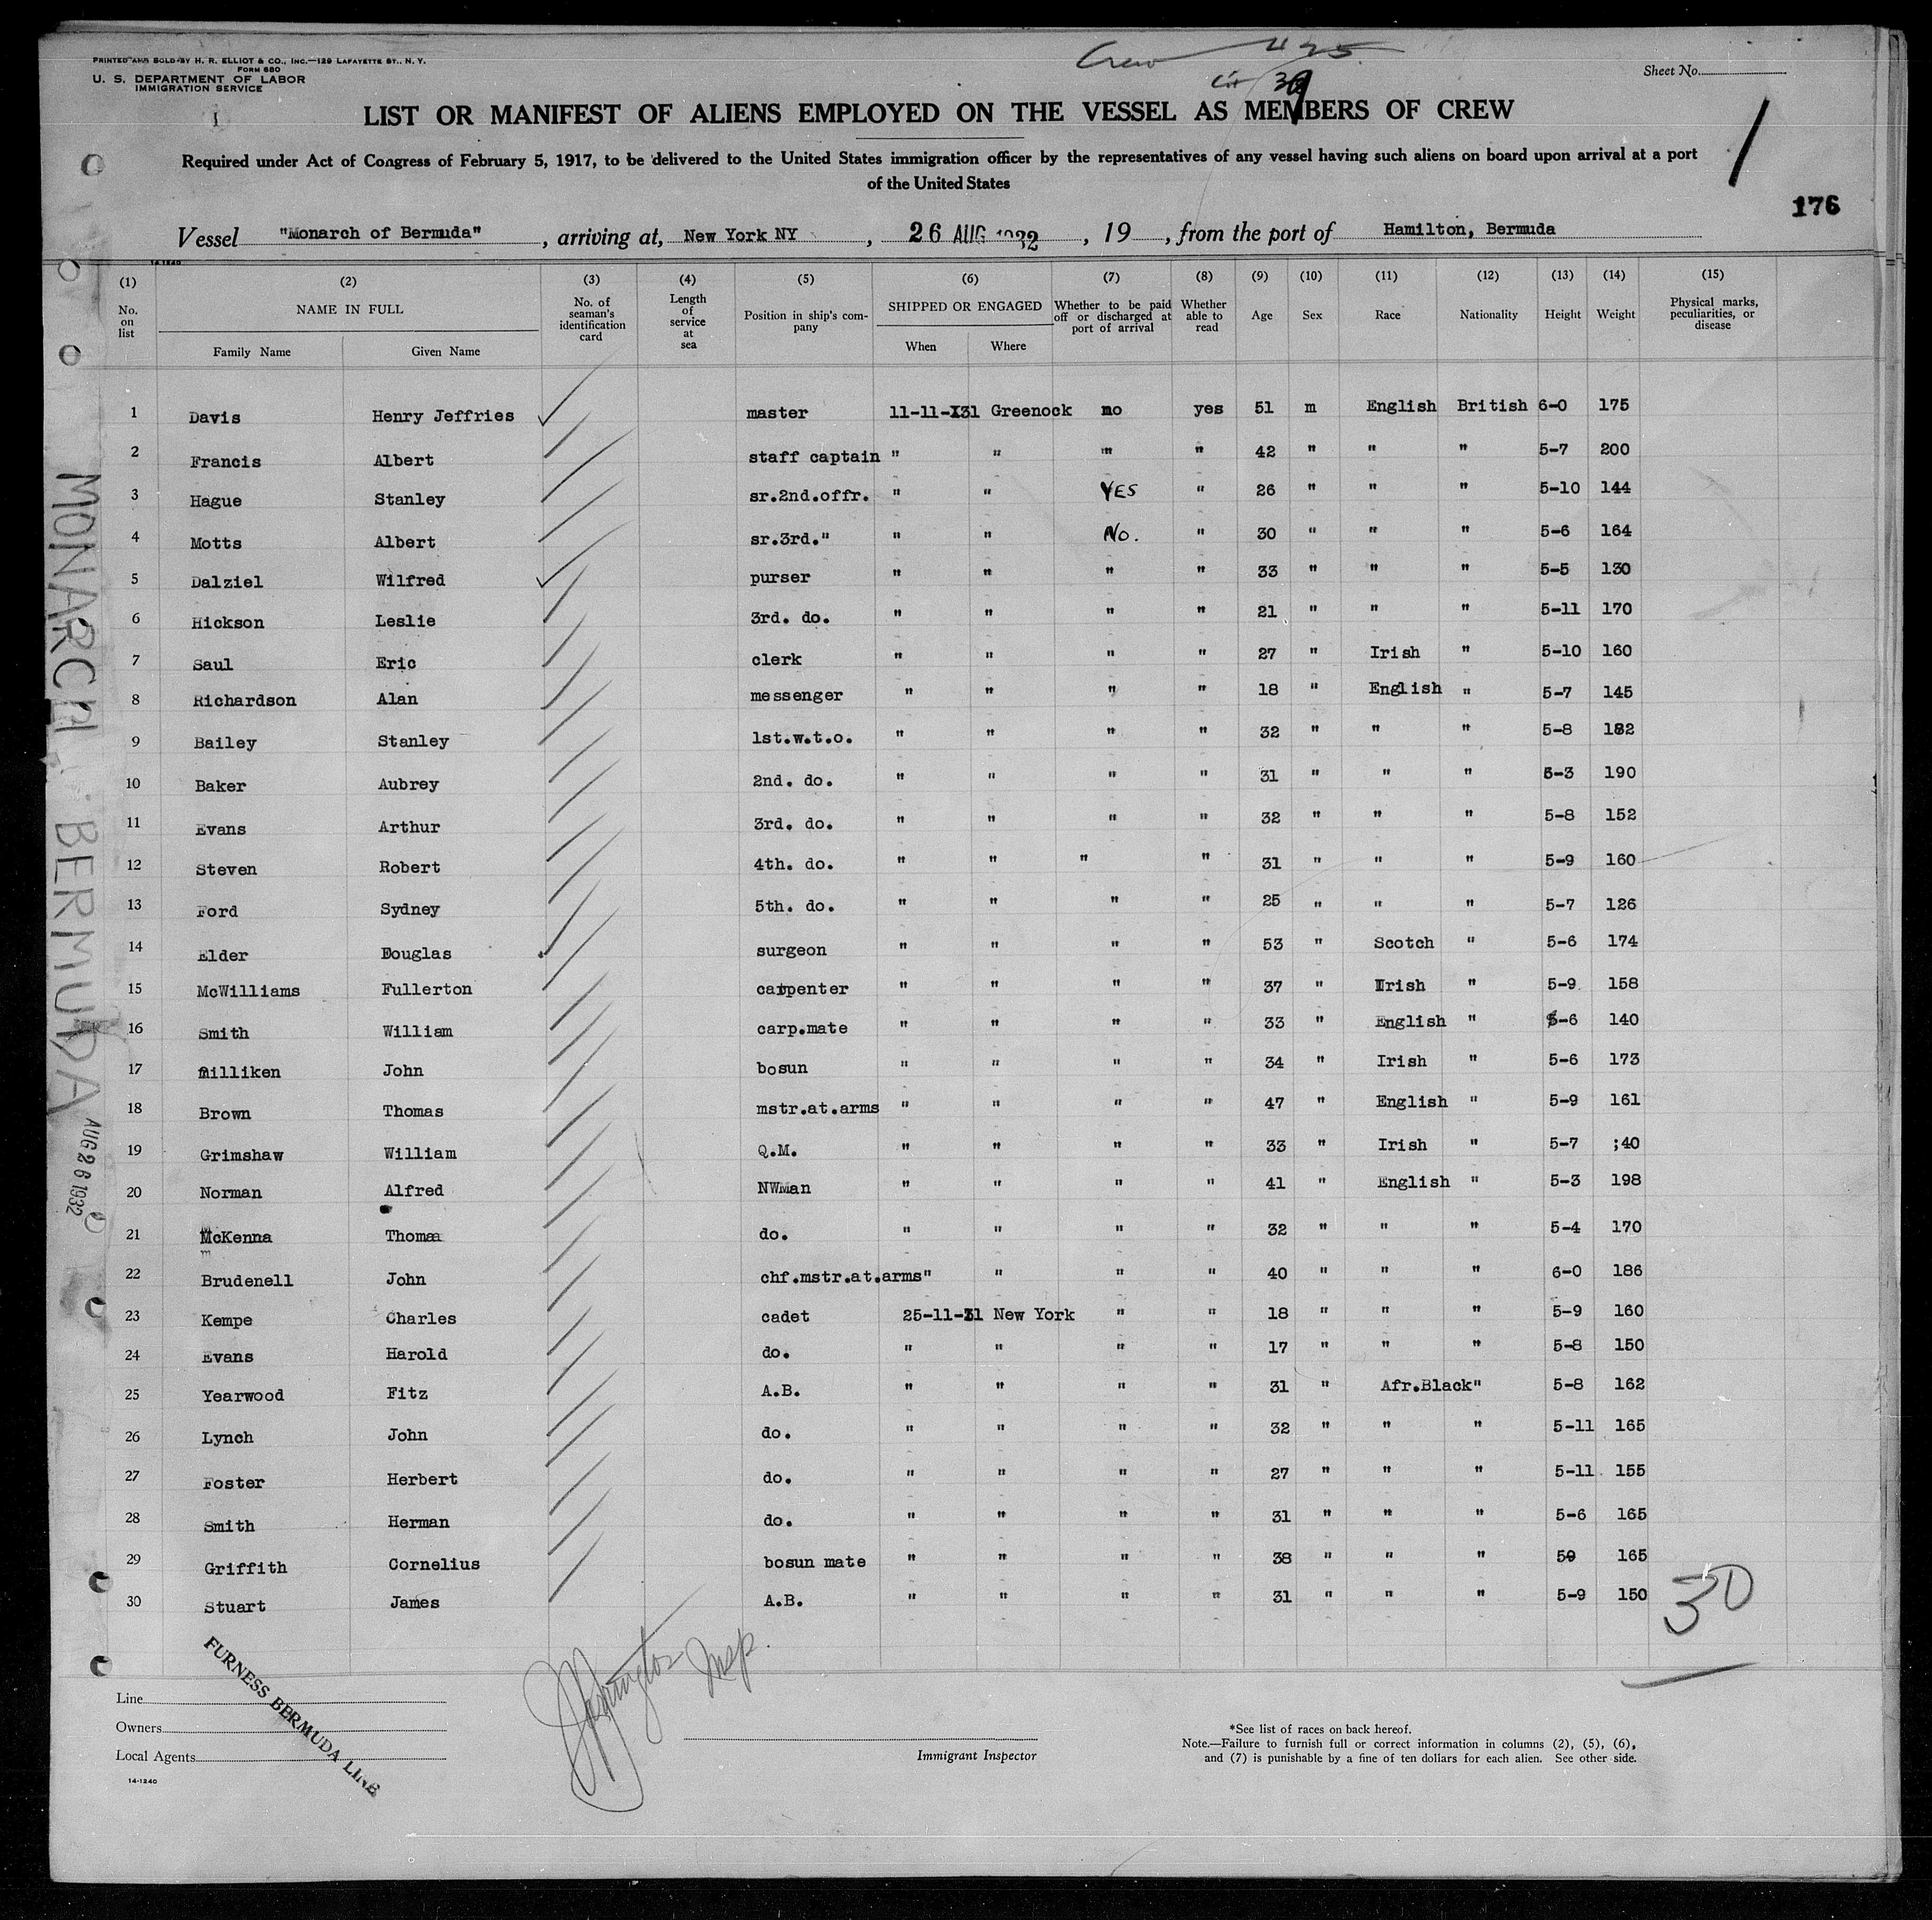 PRINTED AND SOLD BY H. R. ELLIOT & CO., INC.—129 LAFAYETTE ST., N. Y.
FORM 680
U. S. DEPARTMENT OF LABOR
IMMIGRATION SERVICE
Crew 425
39
Sheet No.
LIST OR MANIFEST OF ALIENS EMPLOYED ON THE VESSEL AS MEMBERS OF CREW
1
Required under Act of Congress of February 5, 1917, to be delivered to the United States immigration officer by the representatives of any vessel having such aliens on board upon arrival at a port
of the United States
176
Vessel "Monarch of Bermuda", arriving at, New York NY, 26 AUG 1932, 19 , from the port of Hamilton, Bermuda
14-1240
(1) (2) (3) (4) (5) (6) (7) (8) (9) (10) (11) (12) (13) (14) (15)
No. on list NAME IN FULL Family Name Given Name No. of seaman's identification card Length of service at sea Position in ship's company SHIPPED OR ENGAGED When Where Whether to be paid off or discharged at port of arrival Whether able to read Age Sex Race Nationality Height Weight Physical marks, peculiarities, or disease
1 Davis Henry Jeffries master 11-11-31 Greenock no yes 51 m English British 6-0 175
2 Francis Albert staff captain " " " " 42 " " " 5-7 200
3 Hague Stanley sr.2nd.offr. " " YES " 26 " " " 5-10 144
4 Motts Albert sr.3rd." " " No. " 30 " " " 5-6 164
5 Dalziel Wilfred purser " " " " 33 " " " 5-5 130
6 Hickson Leslie 3rd. do. " " " " 21 " " " 5-11 170
7 Saul Eric clerk " " " " 27 " Irish " 5-10 160
8 Richardson Alan messenger " " " " 18 " English " 5-7 145
9 Bailey Stanley 1st.w.t.o. " " " " 32 " " " 5-8 182
10 Baker Aubrey 2nd. do. " " " " 31 " " " 5-3 190
11 Evans Arthur 3rd. do. " " " " 32 " " " 5-8 152
12 Steven Robert 4th. do. " " " " 31 " " " 5-9 160
13 Ford Sydney 5th. do. " " " " 25 " " " 5-7 126
14 Elder Douglas surgeon " " " " 53 " Scotch " 5-6 174
15 McWilliams Fullerton carpenter " " " " 37 " Irish " 5-9 158
16 Smith William carp.mate " " " " 33 " English " 5-6 140
17 Milliken John bosun " " " " 34 " Irish " 5-6 173
18 Brown Thomas mstr.at.arms " " " " 47 " English " 5-9 161
19 Grimshaw William Q.M. " " " " 33 " Irish " 5-7 ;40
20 Norman Alfred NWman " " " " 41 " English " 5-3 198
21 McKenna Thomas do. " " " " 32 " " " 5-4 170
22 Brudenell John chf.mstr.at.arms" " " " 40 " " " 6-0 186
23 Kempe Charles cadet 25-11-31 New York " " 18 " " " 5-9 160
24 Evans Harold do. " " " " 17 " " " 5-8 150
25 Yearwood Fitz A.B. " " " " 31 " Afr.Black" 5-8 162
26 Lynch John do. " " " " 32 " " " 5-11 165
27 Foster Herbert do. " " " " 27 " " " 5-11 155
28 Smith Herman do. " " " " 31 " " " 5-6 165
29 Griffith Cornelius bosun mate " " " " 38 " " " 59 165
30 Stuart James A.B. " " " " 31 " " " 5-9 150
30
MONARCH BERMUDA
AUG 26 1932
FURNESS BERMUDA LINE
Insp.
Line
Owners
Local Agents
14-1240
Immigrant Inspector
*See list of races on back hereof.
Note.—Failure to furnish full or correct information in columns (2), (5), (6),
and (7) is punishable by a fine of ten dollars for each alien. See other side.